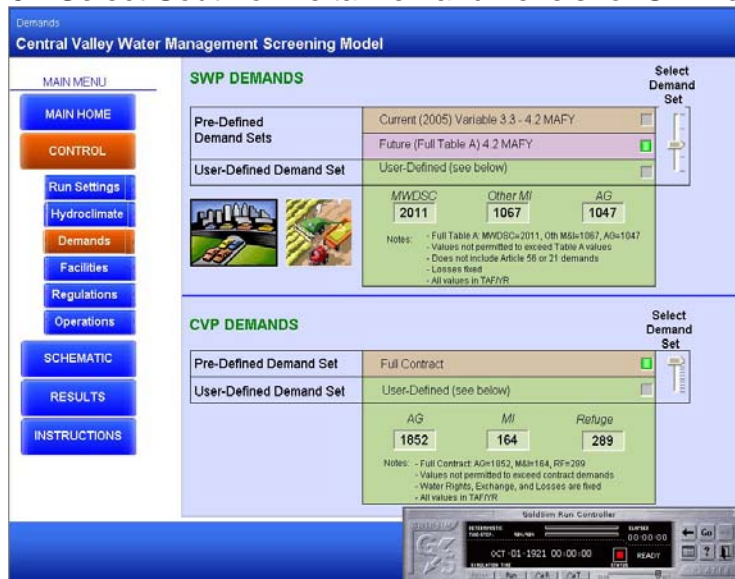 Demands
Central Valley Water Management Screening Model
MAIN MENU
MAIN HOME
CONTROL
Run Settings
Hydroclimate
Demands
Facilities
Regulations
Operations
SCHEMATIC
RESULTS
INSTRUCTIONS
SWP DEMANDS
Select
Demand
Set
Pre-Defined
Demand Sets
Current (2005) Variable 3.3 - 4.2 MAFY
Future (Full Table A) 4.2 MAFY
User-Defined Demand Set
User-Defined (see below)
MWDSC Other MI AG
2011 1067 1047
Notes: - Full Table A: MWDSC=2011, Oth M&I=1067, AG=1047
- Values not permitted to exceed Table A values
- Does not include Article 56 or 21 demands
- Losses fixed
- All values in TAF/YR
CVP DEMANDS
Select
Demand
Set
Pre-Defined Demand Set
Full Contract
User-Defined Demand Set
User-Defined (see below)
AG MI Refuge
1852 164 289
Notes: - Full Contract: AG=1852, M&I=164, RF=289
- Values not permitted to exceed contract demands
- Water Rights, Exchange, and Losses are fixed
- All values in TAF/YR
GoldSim Run Controller
ELAPSED
00:00:00
OCT-01-1921 00:00:00
READY
SIMULATION TIME STATUS
Go
?